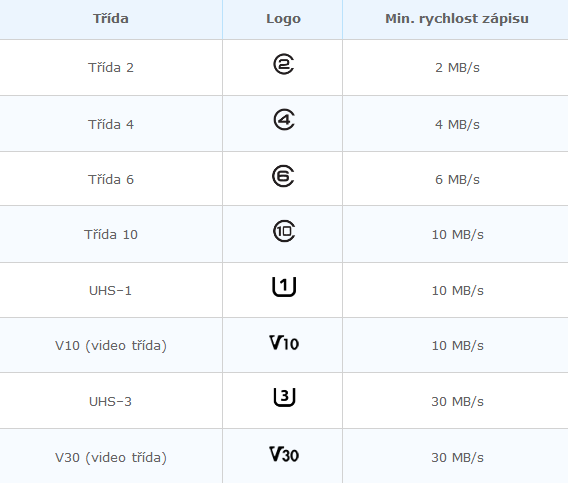 Třída Logo Min. rychlost zápisu
Třída 2 2 2 MB/s
Třída 4 4 4 MB/s
Třída 6 6 6 MB/s
Třída 10 10 10 MB/s
UHS–1 1 10 MB/s
V10 (video třída) V10 10 MB/s
UHS–3 3 30 MB/s
V30 (video třída) V30 30 MB/s